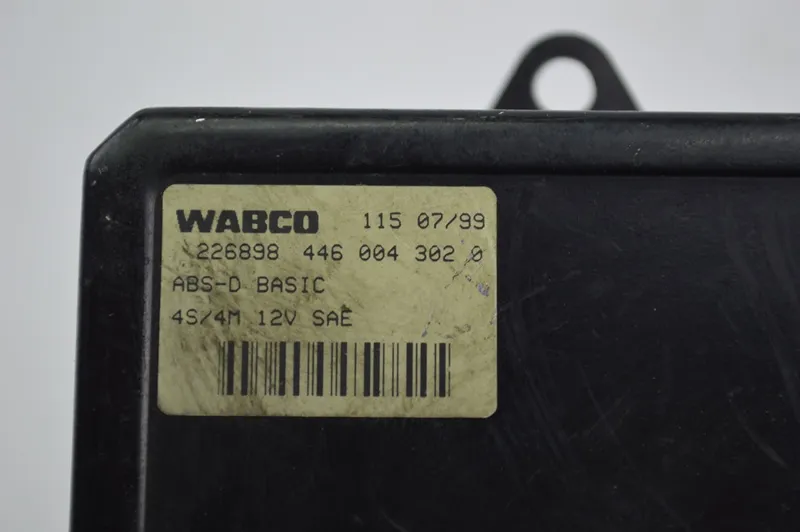 WABCO 115 07/99
226898 446 004 302 0
ABS-D BASIC
4S/4M 12V SAE